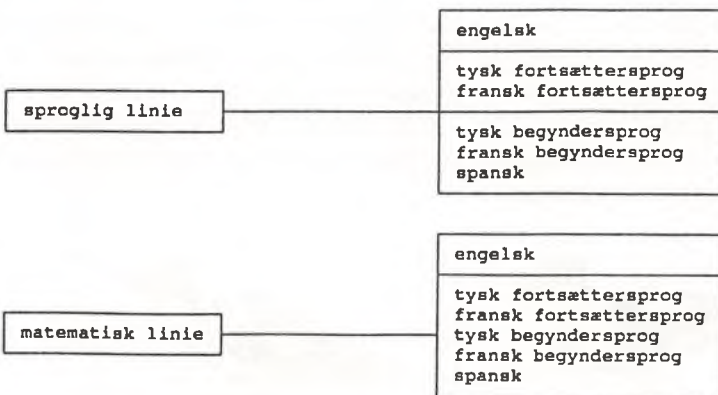 engelsk
tysk fortsættersprog
fransk fortsættersprog
sproglig linie
tysk begyndersprog
fransk begyndersprog
spansk
engelsk
tysk fortsættersprog
fransk fortsættersprog
matematisk linie
tysk begyndersprog
fransk begyndersprog
spansk